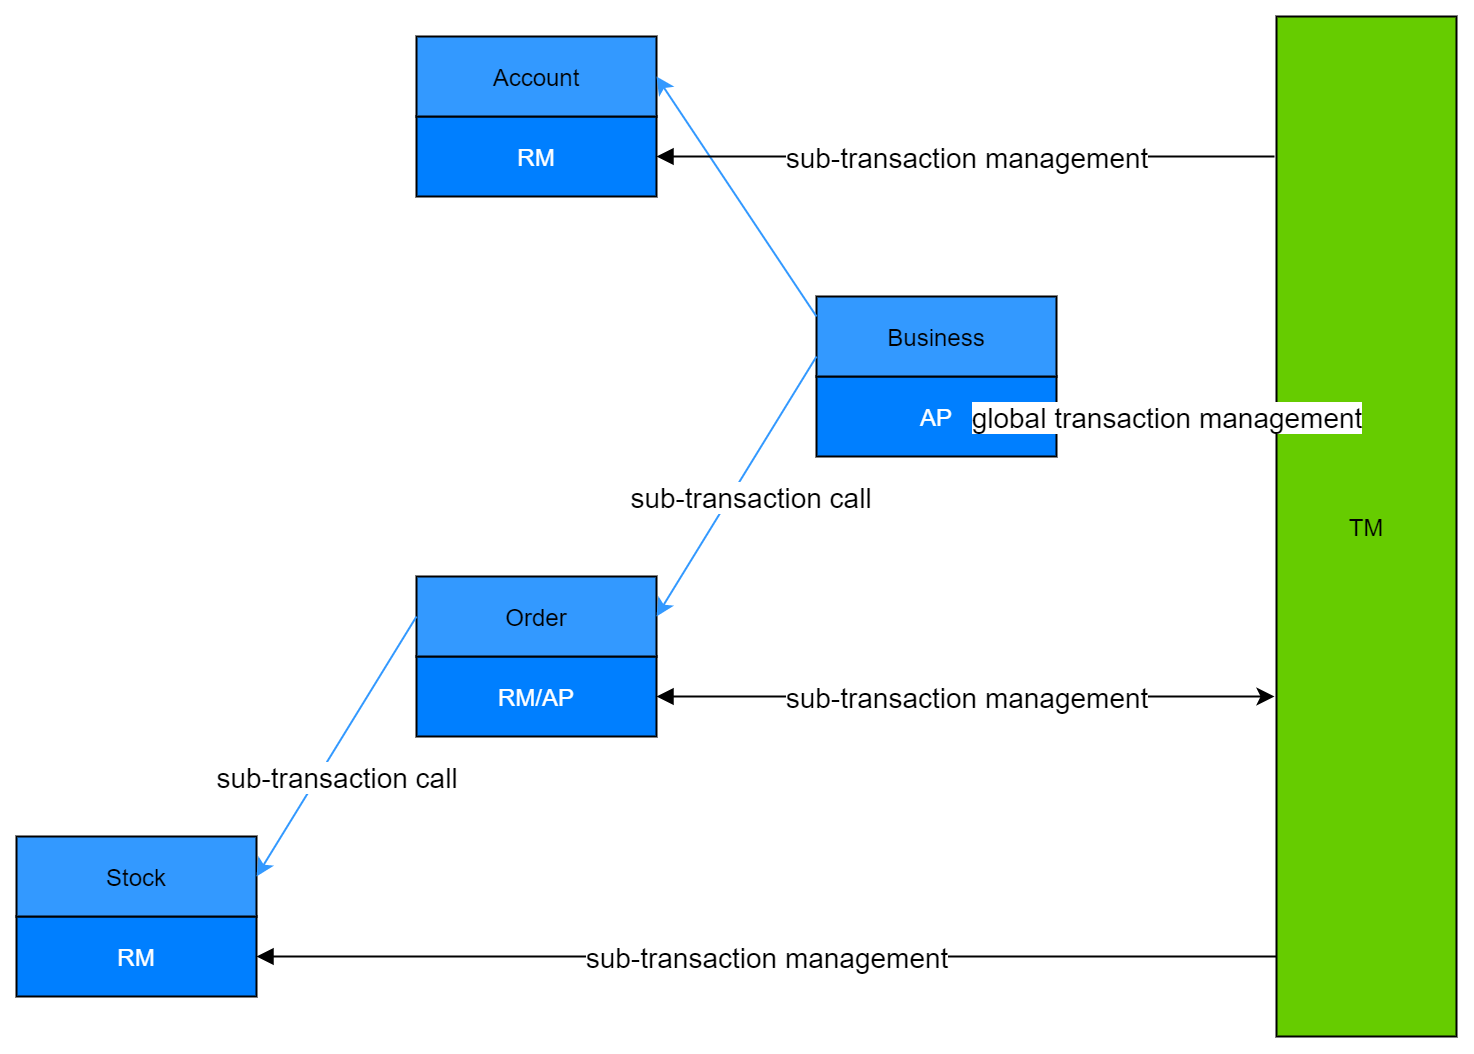 Account
RM
sub-transaction management
Business
AP
global transaction management
sub-transaction call
TM
Order
RM/AP
sub-transaction management
sub-transaction call
Stock
RM
sub-transaction management